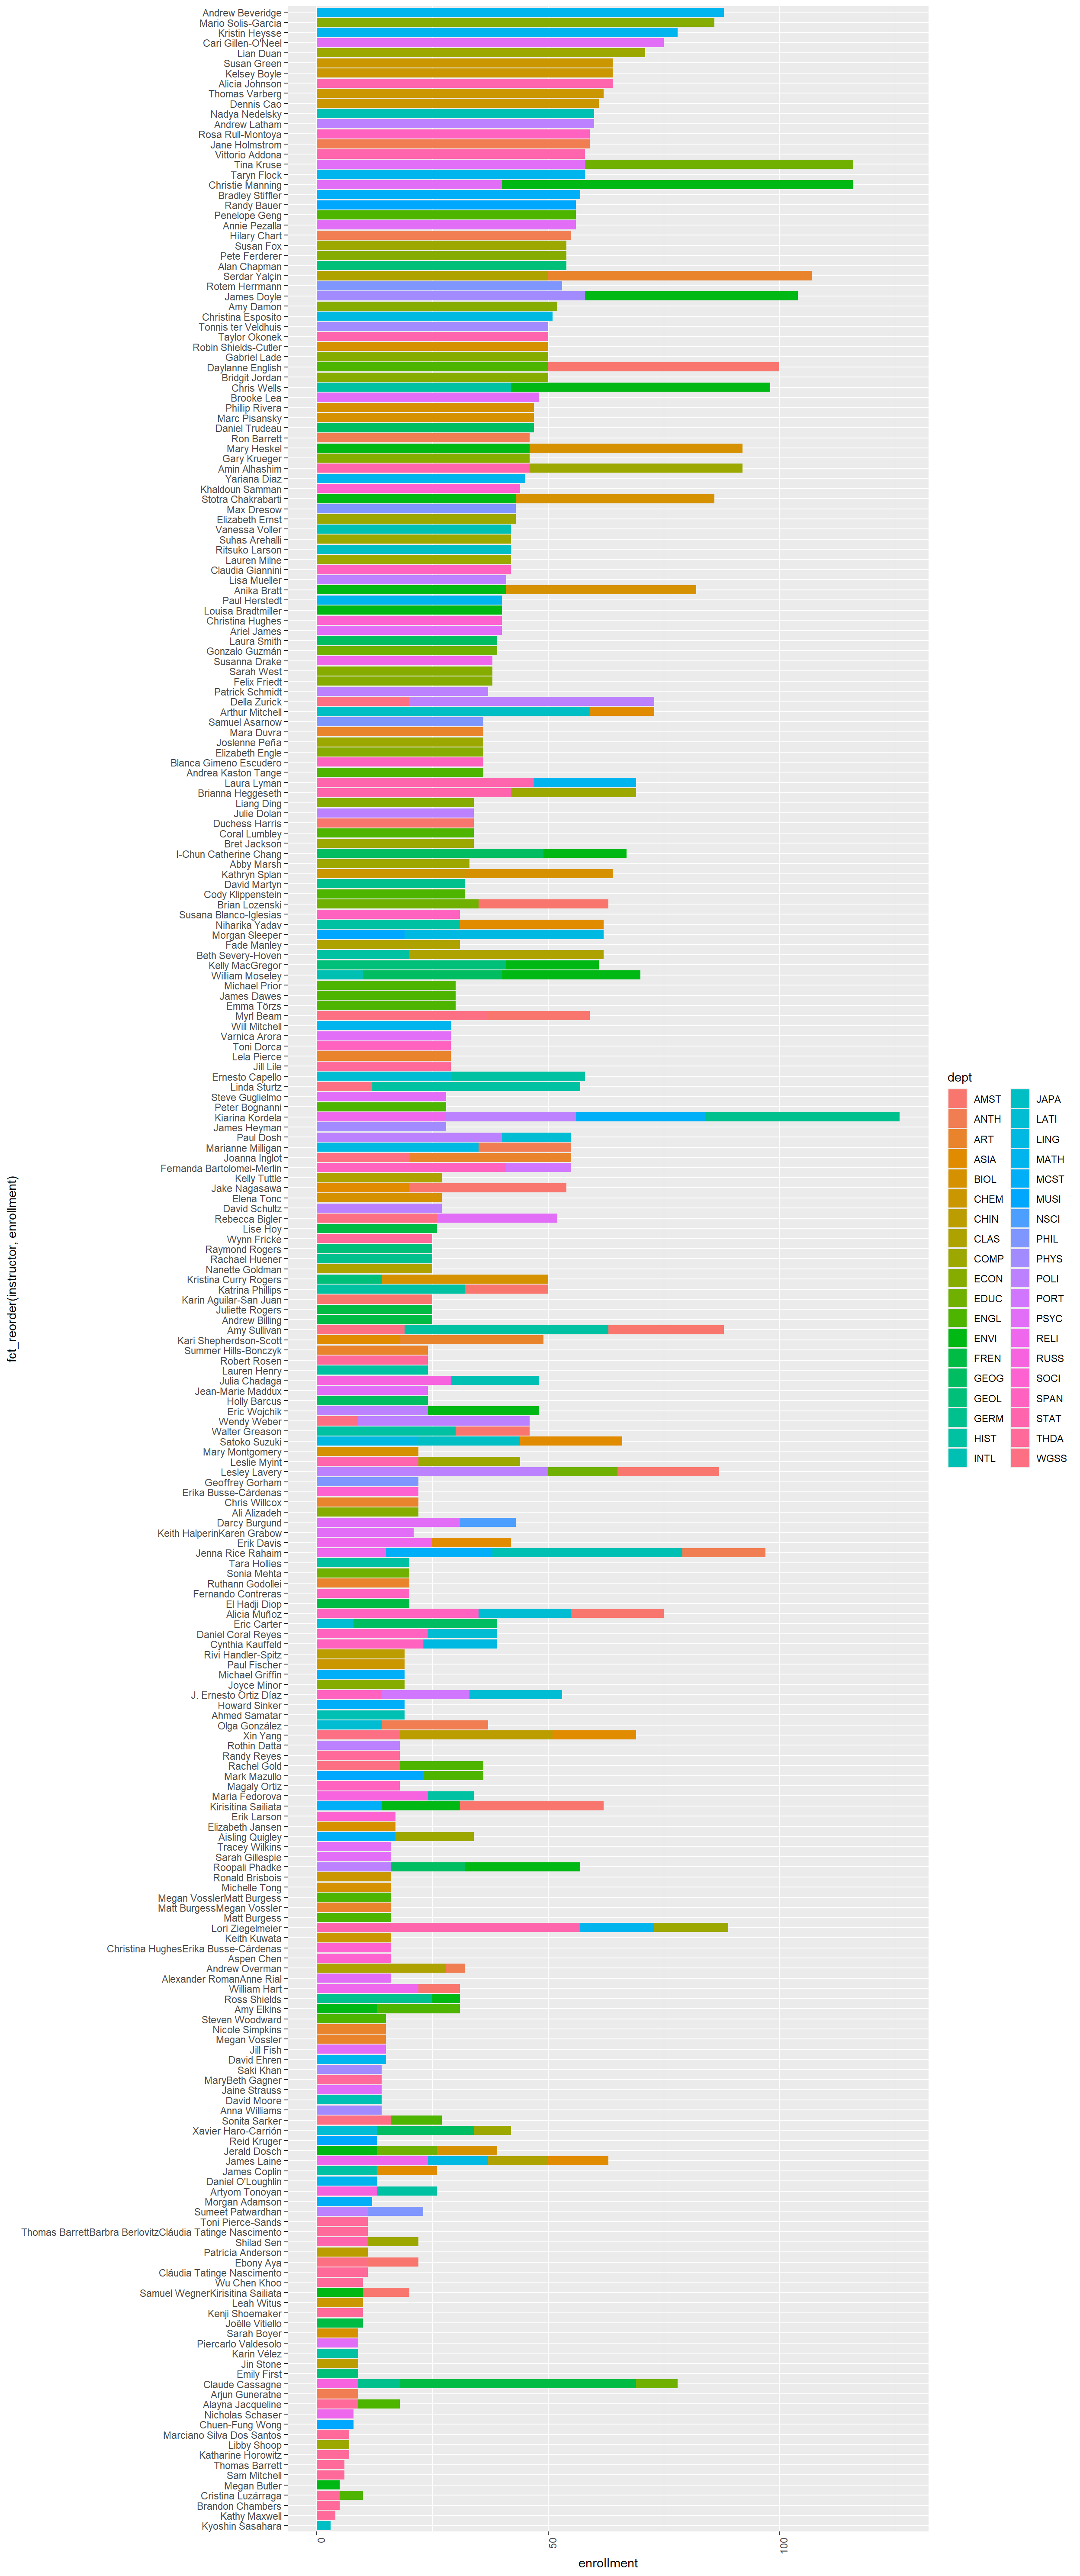 Andrew Beveridge
Mario Solis-Garcia
Kristin Heysse
Cari Gillen-O'Neel
Lian Duan
Susan Green
Kelsey Boyle
Alicia Johnson
Thomas Varberg
Dennis Cao
Nadya Nedelsky
Andrew Latham
Rosa Rull-Montoya
Jane Holmstrom
Vittorio Addona
Tina Kruse
Taryn Flock
Christie Manning
Bradley Stiffler
Randy Bauer
Penelope Geng
Annie Pezalla
Hilary Chart
Susan Fox
Pete Ferderer
Alan Chapman
Serdar Yalçin
Rotem Herrmann
James Doyle
Amy Damon
Christina Esposito
Tonnis ter Veldhuis
Taylor Okonek
Robin Shields-Cutler
Gabriel Lade
Daylanne English
Bridgit Jordan
Chris Wells
Brooke Lea
Phillip Rivera
Marc Pisansky
Daniel Trudeau
Ron Barrett
Mary Heskel
Gary Krueger
Amin Alhashim
Yariana Diaz
Khaldoun Samman
Stotra Chakrabarti
Max Dresow
Elizabeth Ernst
Vanessa Voller
Suhas Arehalli
Ritsuko Larson
Lauren Milne
Claudia Giannini
Lisa Mueller
Anika Bratt
Paul Herstedt
Louisa Bradtmiller
Christina Hughes
Ariel James
Laura Smith
Gonzalo Guzmán
Susanna Drake
Sarah West
Felix Friedt
Patrick Schmidt
Della Zurick
Arthur Mitchell
Samuel Asarnow
Mara Duvra
Joslenne Peña
Elizabeth Engle
Blanca Gimeno Escudero
Andrea Kaston Tange
Laura Lyman
Brianna Heggeseth
Liang Ding
Julie Dolan
Duchess Harris
Coral Lumbley
Bret Jackson
I-Chun Catherine Chang
Abby Marsh
Kathryn Splan
David Martyn
Cody Klippenstein
Brian Lozenski
Susana Blanco-Iglesias
Niharika Yadav
Morgan Sleeper
Fade Manley
Beth Severy-Hoven
Kelly MacGregor
William Moseley
Michael Prior
James Dawes
Emma Törzs
Myrl Beam
Will Mitchell
Varnica Arora
Toni Dorca
Lela Pierce
Jill Lile
Ernesto Capello
Linda Sturtz
Steve Guglielmo
Peter Bognanni
Kiarina Kordela
James Heyman
Paul Dosh
Marianne Milligan
Joanna Inglot
Fernanda Bartolomei-Merlin
Kelly Tuttle
Jake Nagasawa
Elena Tonc
David Schultz
Rebecca Bigler
Lise Hoy
Wynn Fricke
Raymond Rogers
Rachael Huener
Nanette Goldman
Kristina Curry Rogers
Katrina Phillips
Karin Aguilar-San Juan
Juliette Rogers
Andrew Billing
Amy Sullivan
Kari Shepherdson-Scott
Summer Hills-Bonczyk
Robert Rosen
Lauren Henry
Julia Chadaga
Jean-Marie Maddux
Holly Barcus
Eric Wojchik
Wendy Weber
Walter Greason
Satoko Suzuki
Mary Montgomery
Leslie Myint
Lesley Lavery
Geoffrey Gorham
Erika Busse-Cárdenas
Chris Willcox
Ali Alizadeh
Darcy Burgund
Keith HalperinKaren Grabow
Erik Davis
Jenna Rice Rahaim
Tara Hollies
Sonia Mehta
Ruthann Godollei
Fernando Contreras
El Hadji Diop
Alicia Muñoz
Eric Carter
Daniel Coral Reyes
Cynthia Kauffeld
Rivi Handler-Spitz
Paul Fischer
Michael Griffin
Joyce Minor
J. Ernesto Ortiz Díaz
Howard Sinker
Ahmed Samatar
Olga González
Xin Yang
Rothin Datta
Randy Reyes
Rachel Gold
Mark Mazullo
Magaly Ortiz
Maria Fedorova
Kirisitina Sailiata
Erik Larson
Elizabeth Jansen
Aisling Quigley
Tracey Wilkins
Sarah Gillespie
Roopali Phadke
Ronald Brisbois
Michelle Tong
Megan VosslerMatt Burgess
Matt BurgessMegan Vossler
Matt Burgess
Lori Ziegelmeier
Keith Kuwata
Christina HughesErika Busse-Cárdenas
Aspen Chen
Andrew Overman
Alexander RomanAnne Rial
William Hart
Ross Shields
Amy Elkins
Steven Woodward
Nicole Simpkins
Megan Vossler
Jill Fish
David Ehren
Saki Khan
MaryBeth Gagner
Jaine Strauss
David Moore
Anna Williams
Sonita Sarker
Xavier Haro-Carrión
Reid Kruger
Jerald Dosch
James Laine
James Coplin
Daniel O'Loughlin
Artyom Tonoyan
Morgan Adamson
Sumeet Patwardhan
Toni Pierce-Sands
Thomas BarrettBarbra BerlovitzCláudia Tatinge Nascimento
Shilad Sen
Patricia Anderson
Ebony Aya
Cláudia Tatinge Nascimento
Wu Chen Khoo
Samuel WegnerKirisitina Sailiata
Leah Witus
Kenji Shoemaker
Joëlle Vitiello
Sarah Boyer
Piercarlo Valdesolo
Karin Vélez
Jin Stone
Emily First
Claude Cassagne
Arjun Guneratne
Alayna Jacqueline
Nicholas Schaser
Chuen-Fung Wong
Marciano Silva Dos Santos
Libby Shoop
Katharine Horowitz
Thomas Barrett
Sam Mitchell
Megan Butler
Cristina Luzárraga
Brandon Chambers
Kathy Maxwell
Kyoshin Sasahara
fct_reorder(instructor, enrollment)
0
50
100
enrollment
dept
AMST
ANTH
ART
ASIA
BIOL
CHEM
CHIN
CLAS
COMP
ECON
EDUC
ENGL
ENVI
FREN
GEOG
GEOL
GERM
HIST
INTL
JAPA
LATI
LING
MATH
MCST
MUSI
NSCI
PHIL
PHYS
POLI
PORT
PSYC
RELI
RUSS
SOCI
SPAN
STAT
THDA
WGSS